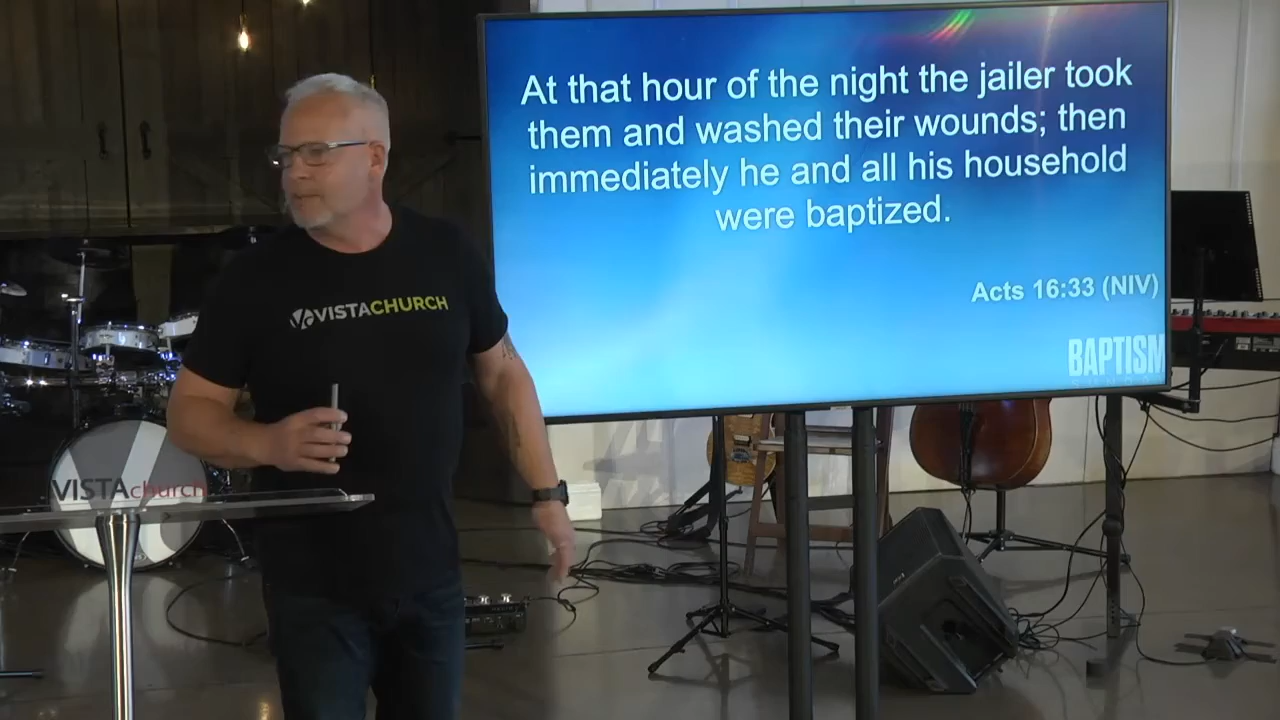 At that hour of the night the jailer took
them and washed their wounds; then
immediately he and all his household
were baptized.
Acts 16:33 (NIV)
BAPTISM
VISTACHURCH
VISTAchurch